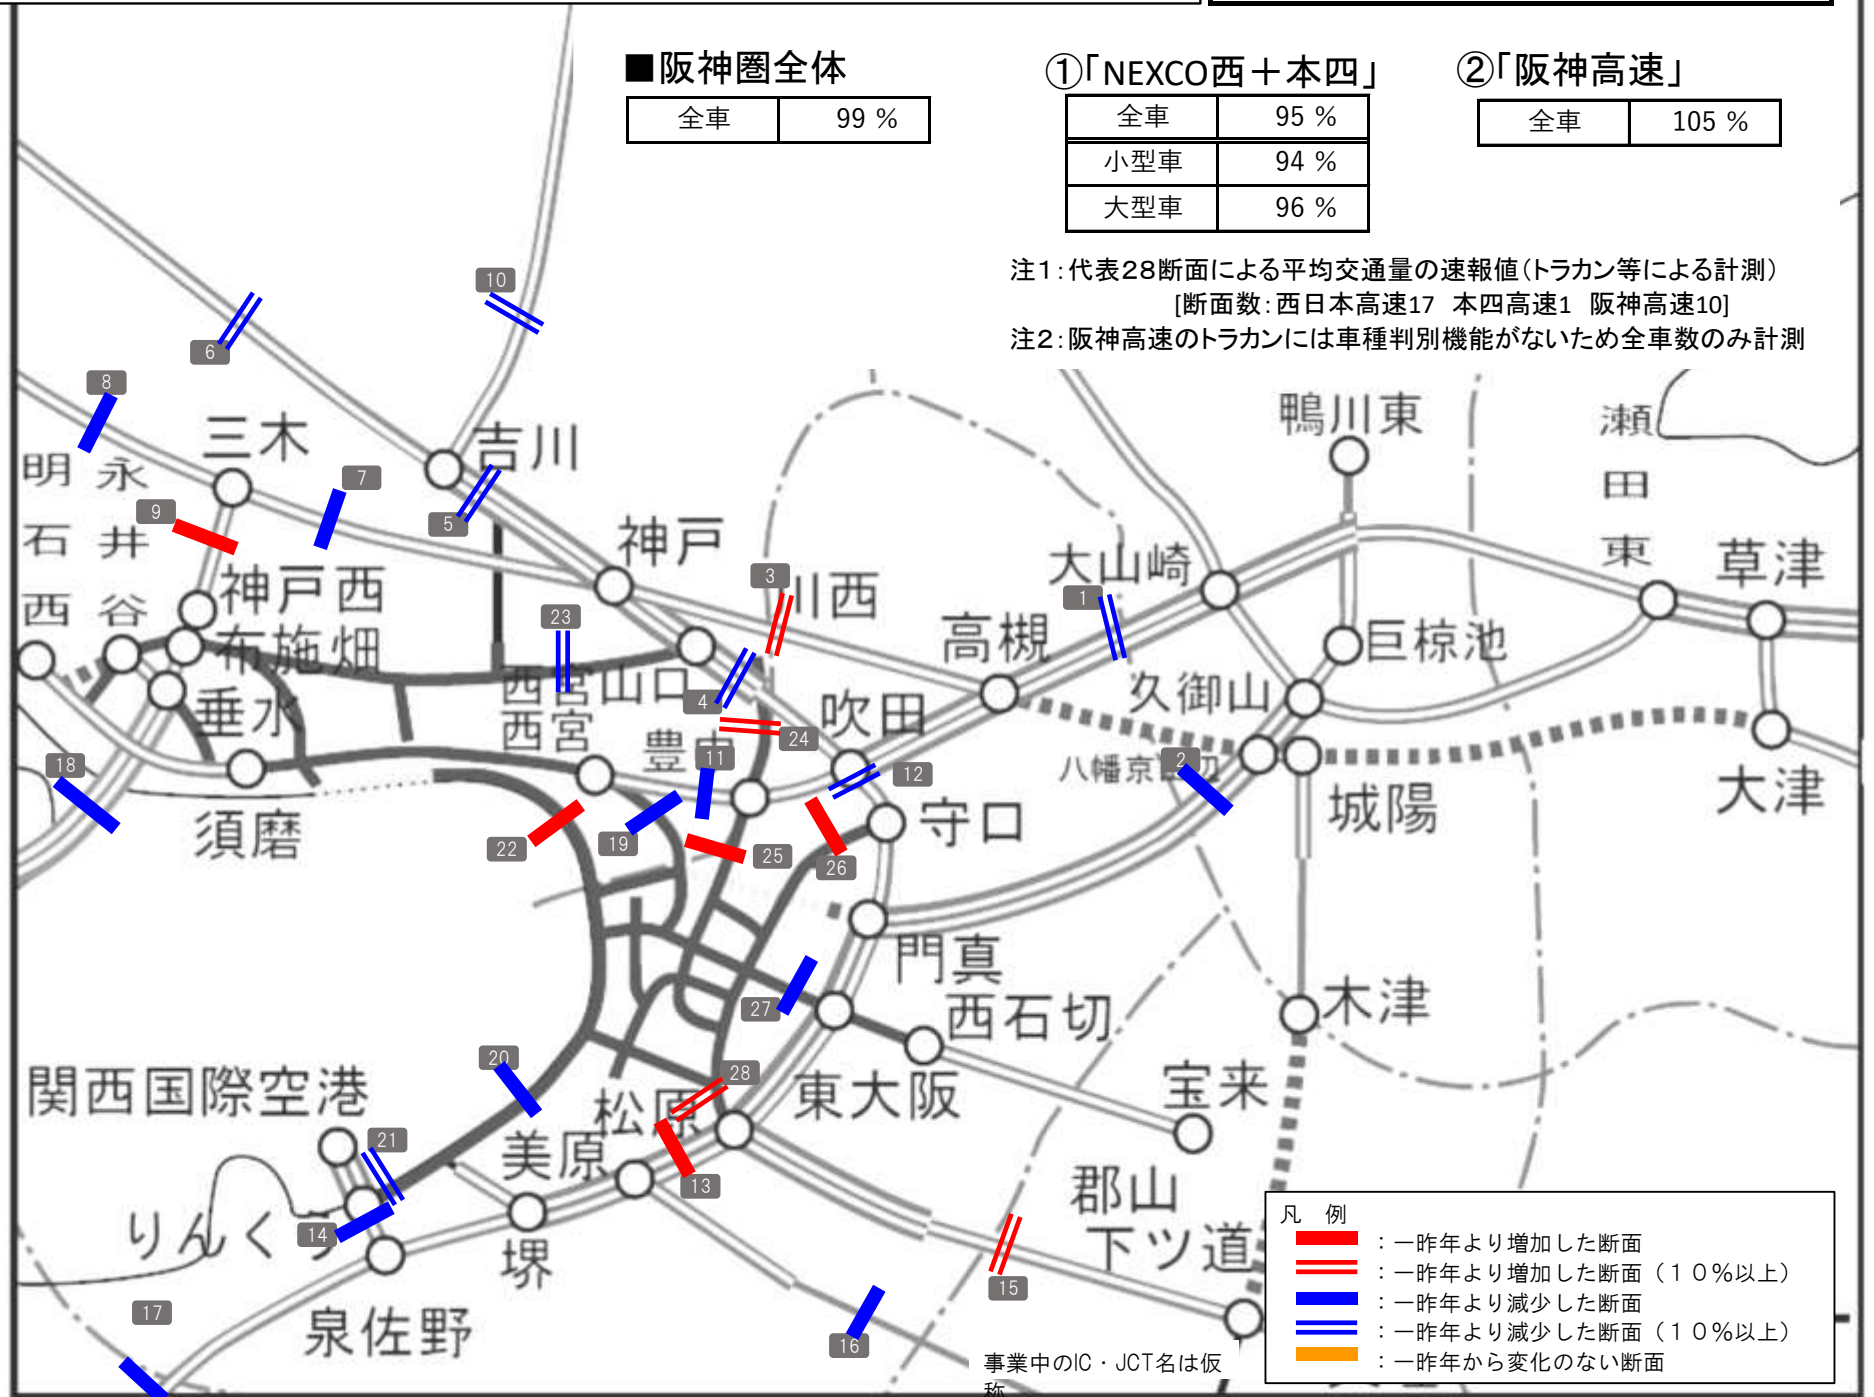 ■阪神圏全体
全車 99 %
①「NEXCO西＋本四」
全車 95 %
小型車 94 %
大型車 96 %
②「阪神高速」
全車 105 %
注1：代表28断面による平均交通量の速報値（トラカン等による計測）
[断面数：西日本高速17 本四高速1 阪神高速10]
注2：阪神高速のトラカンには車種判別機能がないため全車数のみ計測
10
6
8
三木
吉川
7
9
5
明石西
永井谷
神戸西
布施畑
垂水
神戸
3
川西
23
西宮山口
西宮
4
24
豊中
11
吹田
12
高槻
大山崎
1
鴨川東
瀬田東
草津
巨椋池
久御山
八幡京田辺
2
城陽
大津
18
須磨
22
19
25
26
守口
門真
27
西石切
木津
宝来
関西国際空港
20
21
松原
28
東大阪
美原
13
りんくう
14
堺
17
泉佐野
郡山
下ツ道
15
16
事業中のIC・JCT名は仮
称
凡 例
：一昨年より増加した断面
：一昨年より増加した断面（１０％以上）
：一昨年より減少した断面
：一昨年より減少した断面（１０％以上）
：一昨年から変化のない断面